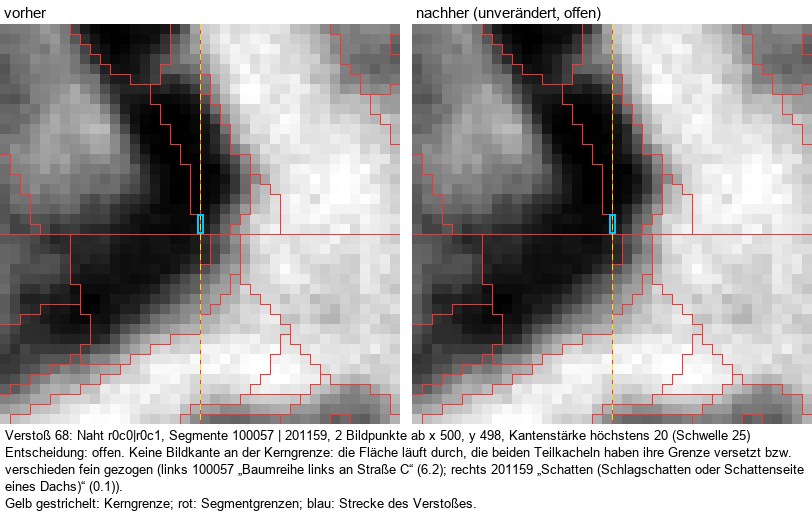 vorher
nachher (unverändert, offen)
Verstoß 68: Naht r0c0|r0c1, Segmente 100057 | 201159, 2 Bildpunkte ab x 500, y 498, Kantenstärke höchstens 20 (Schwelle 25)
Entscheidung: offen. Keine Bildkante an der Kerngrenze: die Fläche läuft durch, die beiden Teilkacheln haben ihre Grenze versetzt bzw.
verschieden fein gezogen (links 100057 „Baumreihe links an Straße C“ (6.2); rechts 201159 „Schatten (Schlagschatten oder Schattenseite
eines Dachs)“ (0.1)).
Gelb gestrichelt: Kerngrenze; rot: Segmentgrenzen; blau: Strecke des Verstoßes.